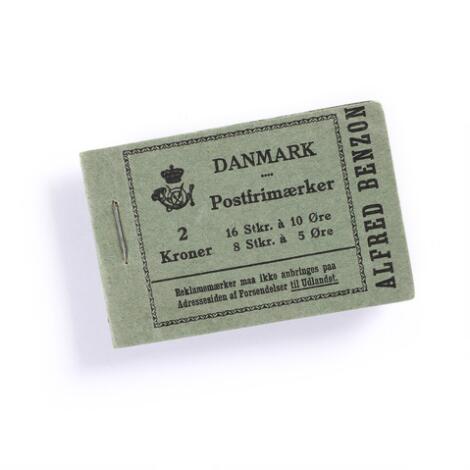 DANMARK
Postfrimærker
2
Kroner
16 Stkr. à 10 Øre
8 Stkr. à 5 Øre
Reklamemærker maa ikke anbringes paa
Adressesiden af Forsendelser til Udlandet.
ALFRED BENZON